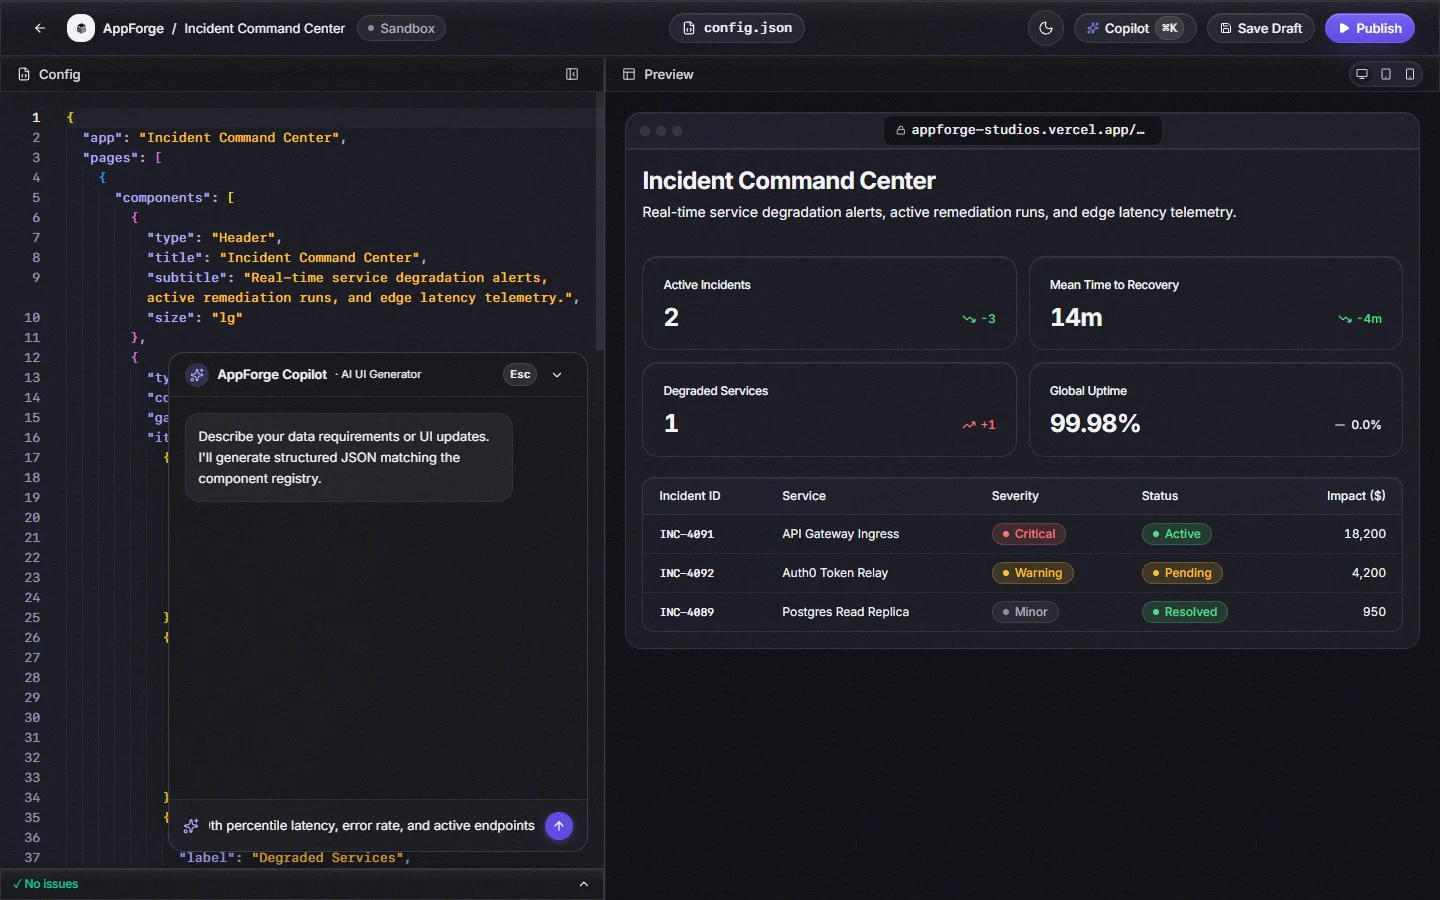 AppForge / Incident Command Center
Sandbox
config.json
Copilot ⌘K
Save Draft
Publish
Config
1 {
2 "app": "Incident Command Center",
3 "pages": [
4 {
5 "components": [
6 {
7 "type": "Header",
8 "title": "Incident Command Center",
9 "subtitle": "Real-time service degradation alerts,
active remediation runs, and edge latency telemetry.",
10 "size": "lg"
11 },
12 {
13 "ty
14 "co
15 "ga
16 "it
17 {
18
19
20
21
22
23
24
25 }
26 {
27
28
29
30
31
32
33
34 }
35 {
36
37 "label": "Degraded Services",
AppForge Copilot · AI UI Generator
Esc
Describe your data requirements or UI updates.
I'll generate structured JSON matching the
component registry.
th percentile latency, error rate, and active endpoints
✓ No issues
Preview
appforge-studios.vercel.app/…
Incident Command Center
Real-time service degradation alerts, active remediation runs, and edge latency telemetry.
Active Incidents
2
-3
Mean Time to Recovery
14m
-4m
Degraded Services
1
+1
Global Uptime
99.98%
0.0%
Incident ID Service Severity Status Impact ($)
INC-4091 API Gateway Ingress Critical Active 18,200
INC-4092 Auth0 Token Relay Warning Pending 4,200
INC-4089 Postgres Read Replica Minor Resolved 950